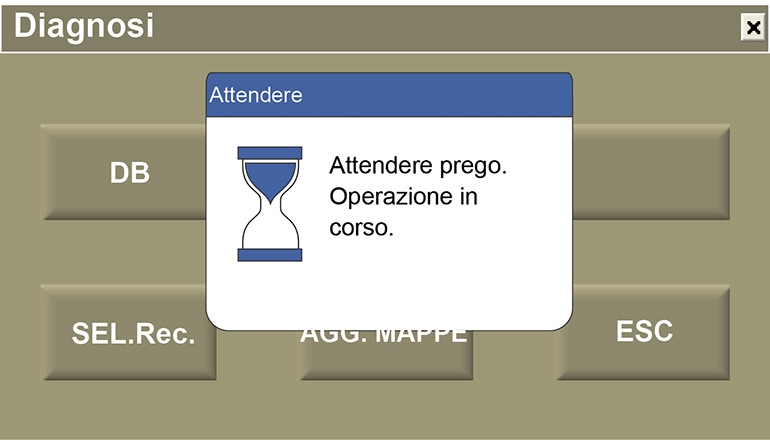 Diagnosi
Attendere
Attendere prego.
Operazione in
corso.
DB
SEL.Rec.
AGG. MAPPE
ESC